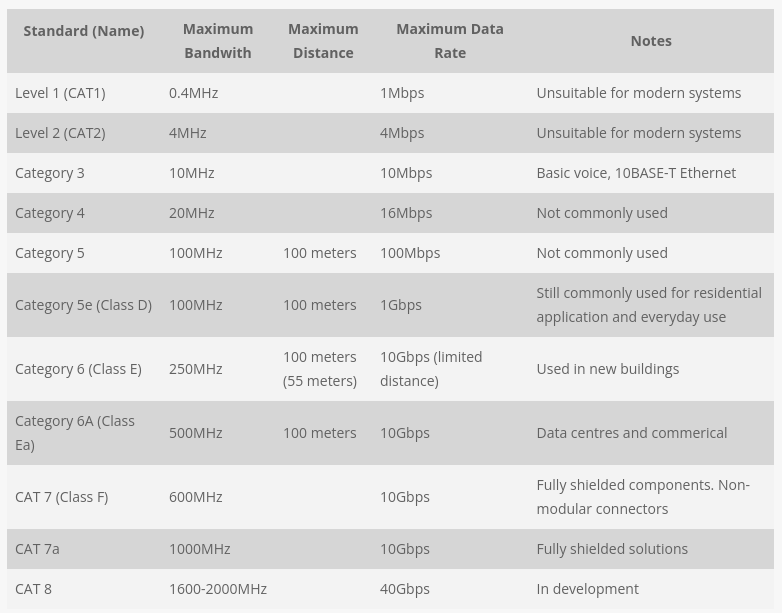 Standard (Name) Maximum Bandwith Maximum Distance Maximum Data Rate Notes
Level 1 (CAT1) 0.4MHz 1Mbps Unsuitable for modern systems
Level 2 (CAT2) 4MHz 4Mbps Unsuitable for modern systems
Category 3 10MHz 10Mbps Basic voice, 10BASE-T Ethernet
Category 4 20MHz 16Mbps Not commonly used
Category 5 100MHz 100 meters 100Mbps Not commonly used
Category 5e (Class D) 100MHz 100 meters 1Gbps Still commonly used for residential application and everyday use
Category 6 (Class E) 250MHz 100 meters (55 meters) 10Gbps (limited distance) Used in new buildings
Category 6A (Class Ea) 500MHz 100 meters 10Gbps Data centres and commerical
CAT 7 (Class F) 600MHz 10Gbps Fully shielded components. Non-modular connectors
CAT 7a 1000MHz 10Gbps Fully shielded solutions
CAT 8 1600-2000MHz 40Gbps In development